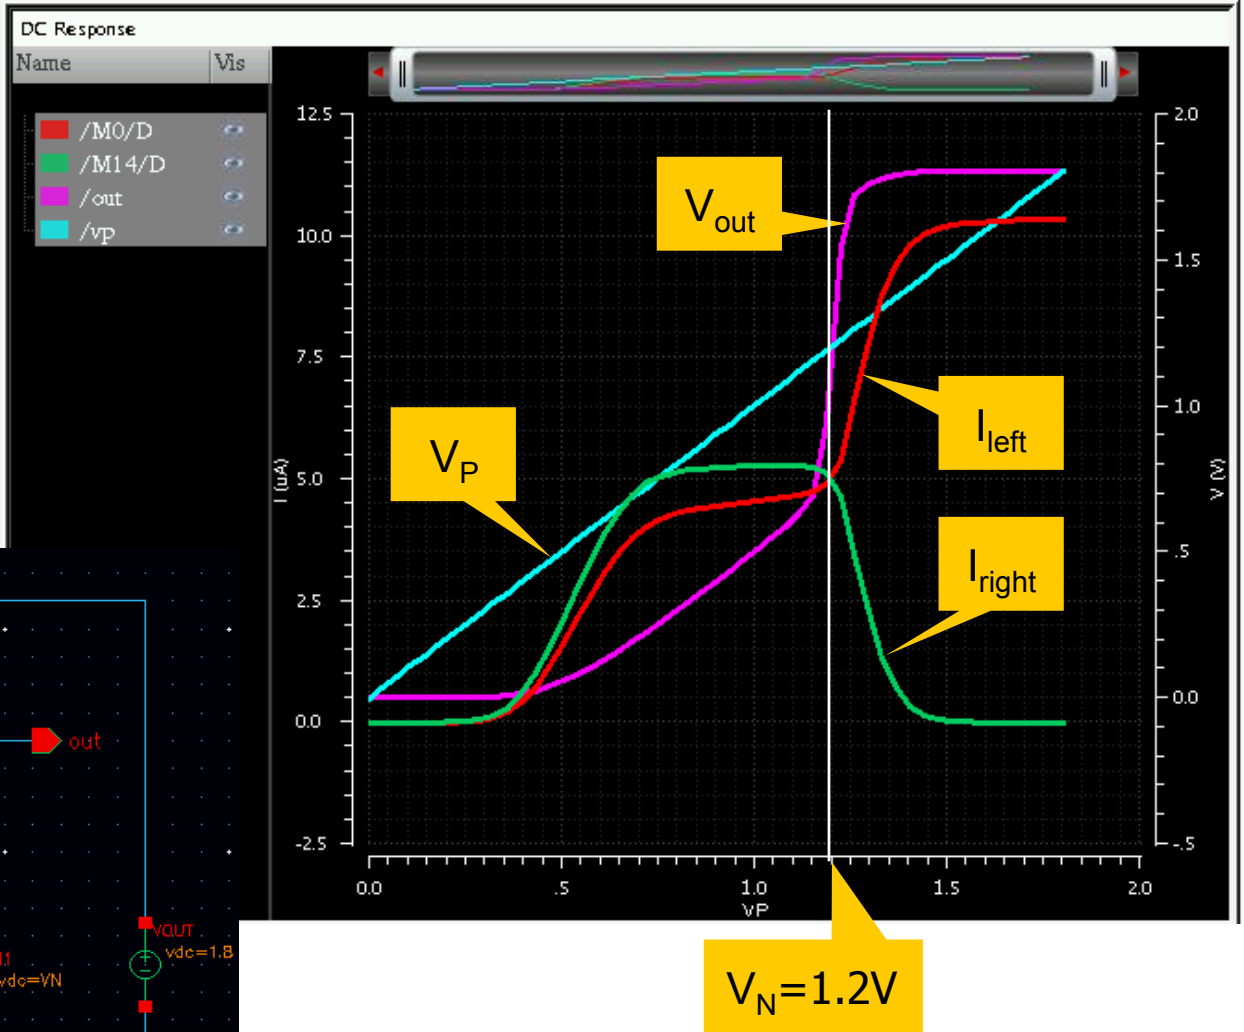 DC Response
Name Vis
/M0/D
/M14/D
/out
/vp
12.5
10.0
7.5
5.0
2.5
0.0
-2.5
I (uA)
2.0
1.5
1.0
.5
0.0
-.5
V (V)
Vout
VP
Ileft
Iright
0.0 .5 1.0 1.5 2.0
VP
VN=1.2V
out
VOUT
vdc=1.8
vdc=VN